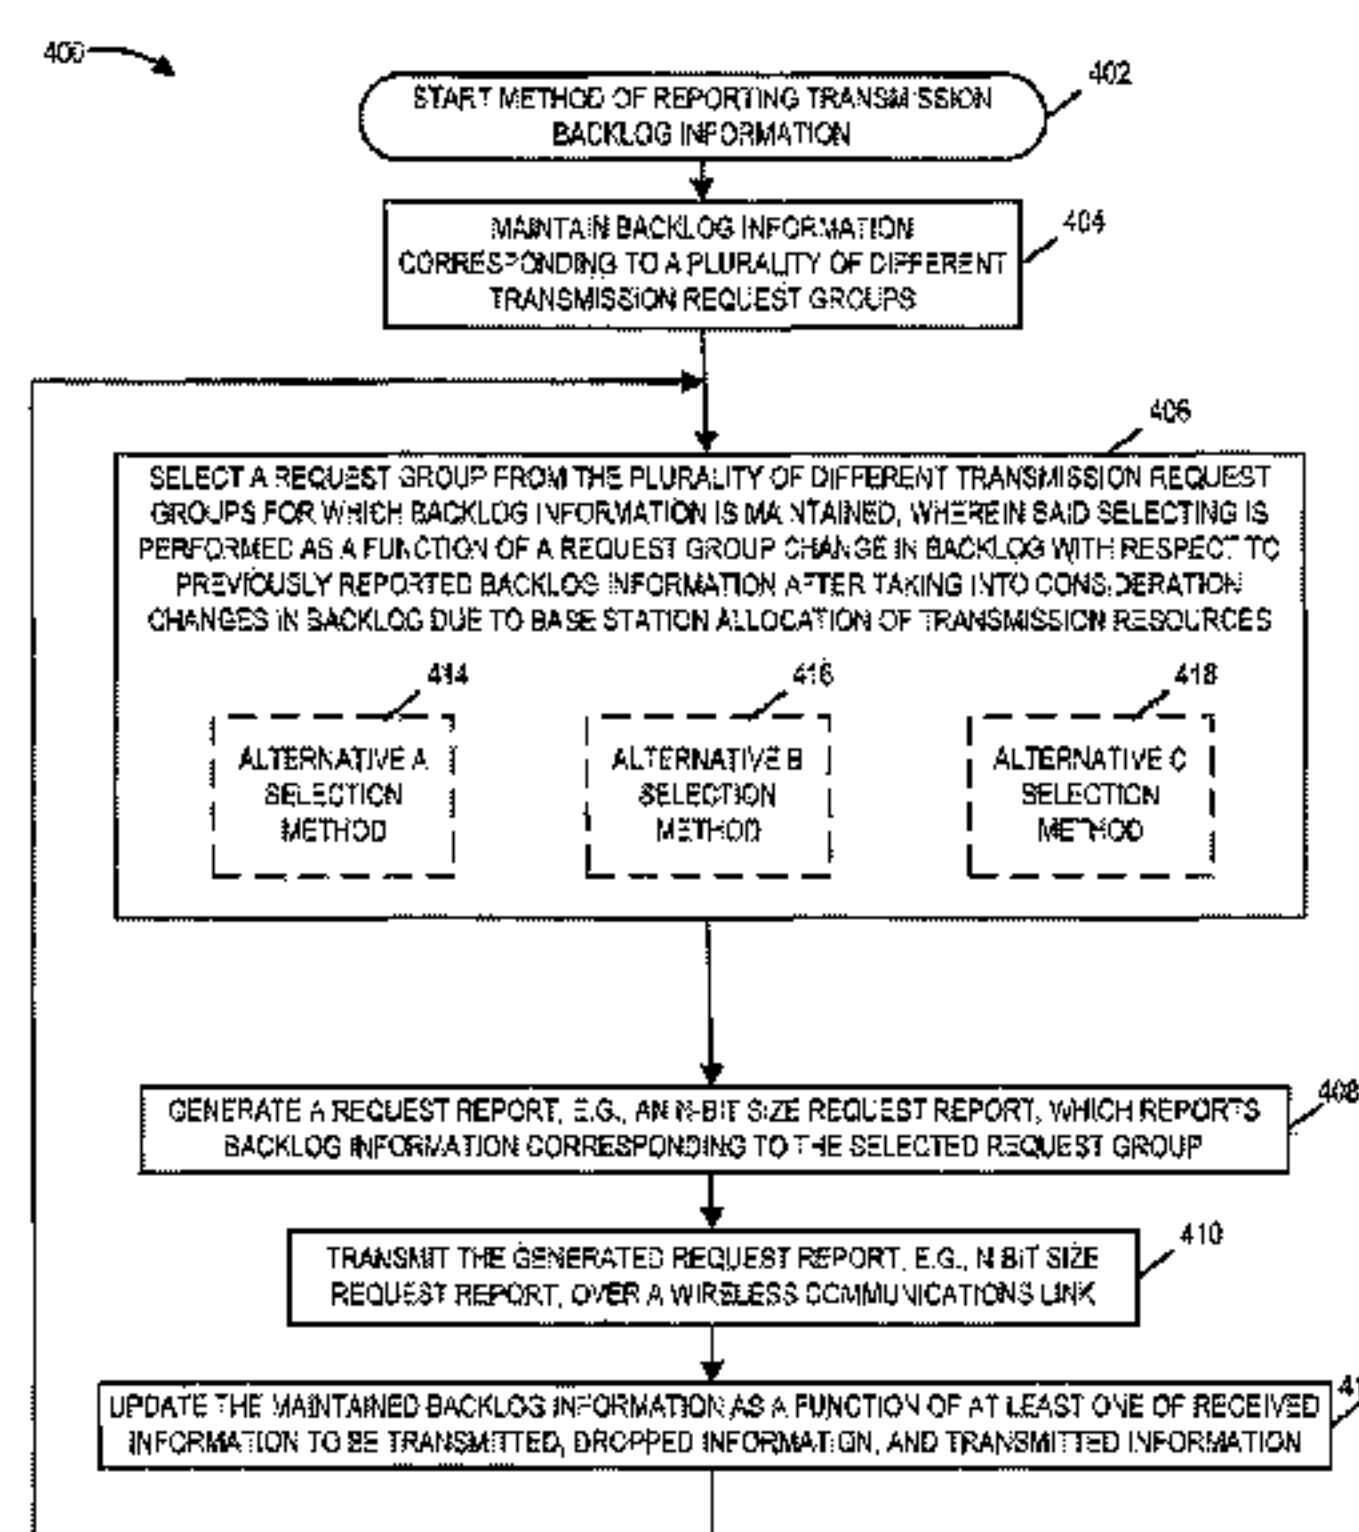 400
402
START METHOD OF REPORTING TRANSMISSION
BACKLOG INFORMATION
404
MAINTAIN BACKLOG INFORMATION
CORRESPONDING TO A PLURALITY OF DIFFERENT
TRANSMISSION REQUEST GROUPS
406
SELECT A REQUEST GROUP FROM THE PLURALITY OF DIFFERENT TRANSMISSION REQUEST
GROUPS FOR WHICH BACKLOG INFORMATION IS MAINTAINED, WHEREIN SAID SELECTING IS
PERFORMED AS A FUNCTION OF A REQUEST GROUP CHANGE IN BACKLOG WITH RESPECT TO
PREVIOUSLY REPORTED BACKLOG INFORMATION AFTER TAKING INTO CONSIDERATION
CHANGES IN BACKLOG DUE TO BASE STATION ALLOCATION OF TRANSMISSION RESOURCES
414
ALTERNATIVE A
SELECTION
METHOD
416
ALTERNATIVE B
SELECTION
METHOD
418
ALTERNATIVE C
SELECTION
METHOD
408
GENERATE A REQUEST REPORT, E.G., AN N-BIT SIZE REQUEST REPORT, WHICH REPORTS
BACKLOG INFORMATION CORRESPONDING TO THE SELECTED REQUEST GROUP
410
TRANSMIT THE GENERATED REQUEST REPORT, E.G., N BIT SIZE
REQUEST REPORT, OVER A WIRELESS COMMUNICATIONS LINK
UPDATE THE MAINTAINED BACKLOG INFORMATION AS A FUNCTION OF AT LEAST ONE OF RECEIVED
INFORMATION TO BE TRANSMITTED, DROPPED INFORMATION, AND TRANSMITTED INFORMATION